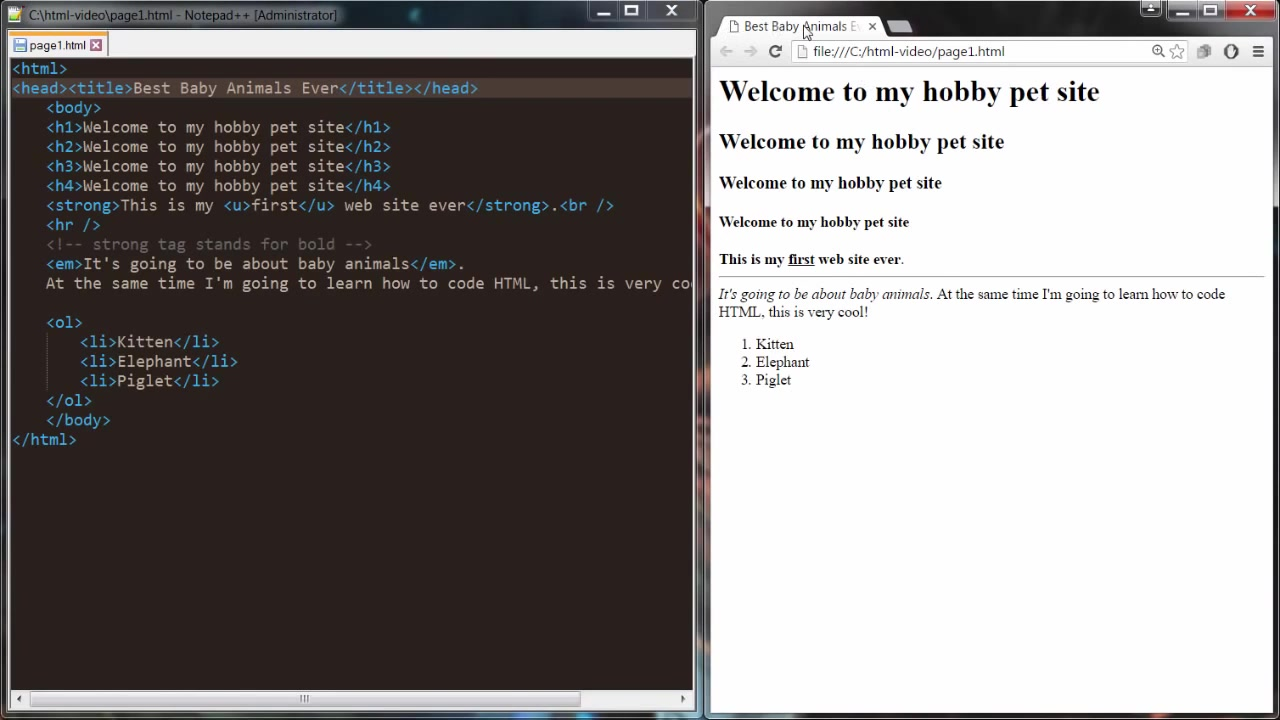 C:\html-video\page1.html - Notepad++ [Administrator]
page1.html
<html>
<head><title>Best Baby Animals Ever</title></head>
<body>
<h1>Welcome to my hobby pet site</h1>
<h2>Welcome to my hobby pet site</h2>
<h3>Welcome to my hobby pet site</h3>
<h4>Welcome to my hobby pet site</h4>
<strong>This is my <u>first</u> web site ever</strong>.<br />
<hr />
<!-- strong tag stands for bold -->
<em>It's going to be about baby animals</em>.
At the same time I'm going to learn how to code HTML, this is very co
<ol>
<li>Kitten</li>
<li>Elephant</li>
<li>Piglet</li>
</ol>
</body>
</html>
Best Baby Animals Ev
file:///C:/html-video/page1.html
Welcome to my hobby pet site
Welcome to my hobby pet site
Welcome to my hobby pet site
Welcome to my hobby pet site
This is my first web site ever.
It's going to be about baby animals. At the same time I'm going to learn how to code
HTML, this is very cool!
1. Kitten
2. Elephant
3. Piglet